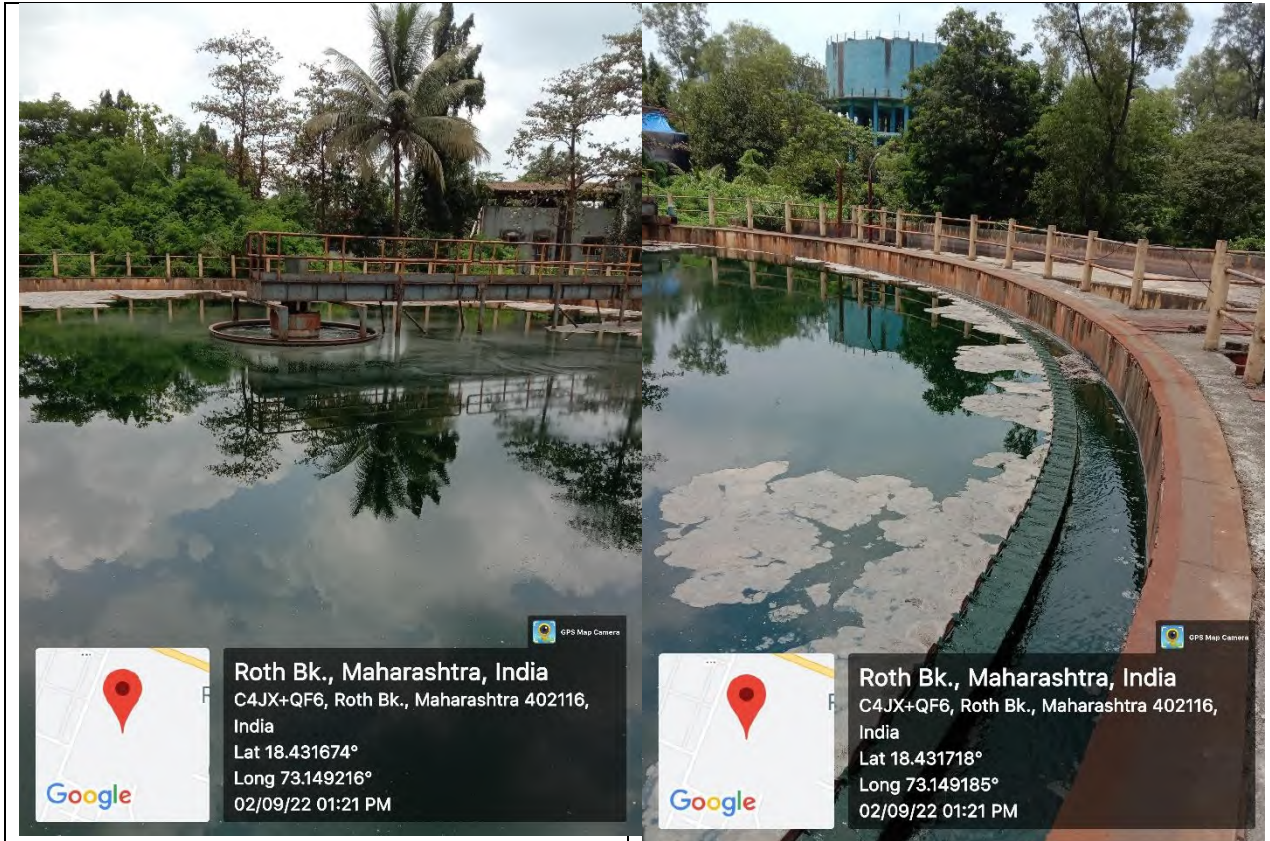 GPS Map Camera
Roth Bk., Maharashtra, India
C4JX+QF6, Roth Bk., Maharashtra 402116,
India
Lat 18.431674°
Long 73.149216°
02/09/22 01:21 PM
Google
GPS Map Camera
Roth Bk., Maharashtra, India
C4JX+QF6, Roth Bk., Maharashtra 402116,
India
Lat 18.431718°
Long 73.149185°
02/09/22 01:21 PM
Google